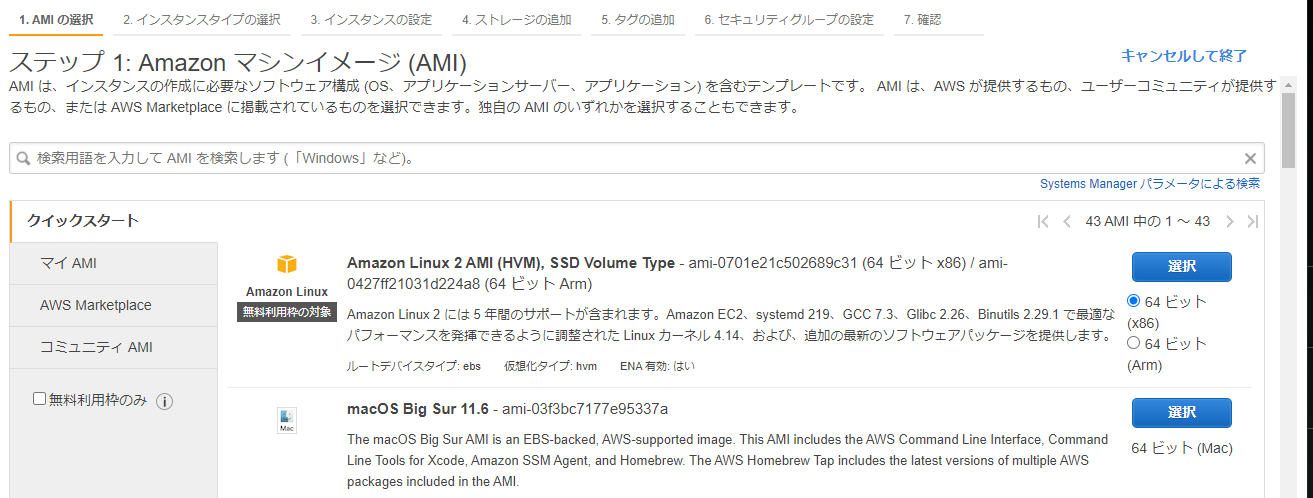 1. AMI の選択 2. インスタンスタイプの選択 3. インスタンスの設定 4. ストレージの追加 5. タグの追加 6. セキュリティグループの設定 7. 確認
ステップ 1: Amazon マシンイメージ (AMI)
キャンセルして終了
AMI は、インスタンスの作成に必要なソフトウェア構成 (OS、アプリケーションサーバー、アプリケーション) を含むテンプレートです。 AMI は、AWS が提供するもの、ユーザーコミュニティが提供す
るもの、または AWS Marketplace に掲載されているものを選択できます。独自の AMI のいずれかを選択することもできます。
検索用語を入力して AMI を検索します (「Windows」など)。
Systems Manager パラメータによる検索
クイックスタート
マイ AMI
AWS Marketplace
コミュニティ AMI
無料利用枠のみ
43 AMI 中の 1 ～ 43
Amazon Linux
無料利用枠の対象
Amazon Linux 2 AMI (HVM), SSD Volume Type - ami-0701e21c502689c31 (64 ビット x86) / ami-
0427ff21031d224a8 (64 ビット Arm)
Amazon Linux 2 には 5 年間のサポートが含まれます。Amazon EC2、systemd 219、GCC 7.3、Glibc 2.26、Binutils 2.29.1 で最適な
パフォーマンスを発揮できるように調整された Linux カーネル 4.14、および、追加の最新のソフトウェアパッケージを提供します。
ルートデバイスタイプ: ebs 仮想化タイプ: hvm ENA 有効: はい
選択
64 ビット
(x86)
64 ビット
(Arm)
Mac
macOS Big Sur 11.6 - ami-03f3bc7177e95337a
The macOS Big Sur AMI is an EBS-backed, AWS-supported image. This AMI includes the AWS Command Line Interface, Command
Line Tools for Xcode, Amazon SSM Agent, and Homebrew. The AWS Homebrew Tap includes the latest versions of multiple AWS
packages included in the AMI.
選択
64 ビット (Mac)